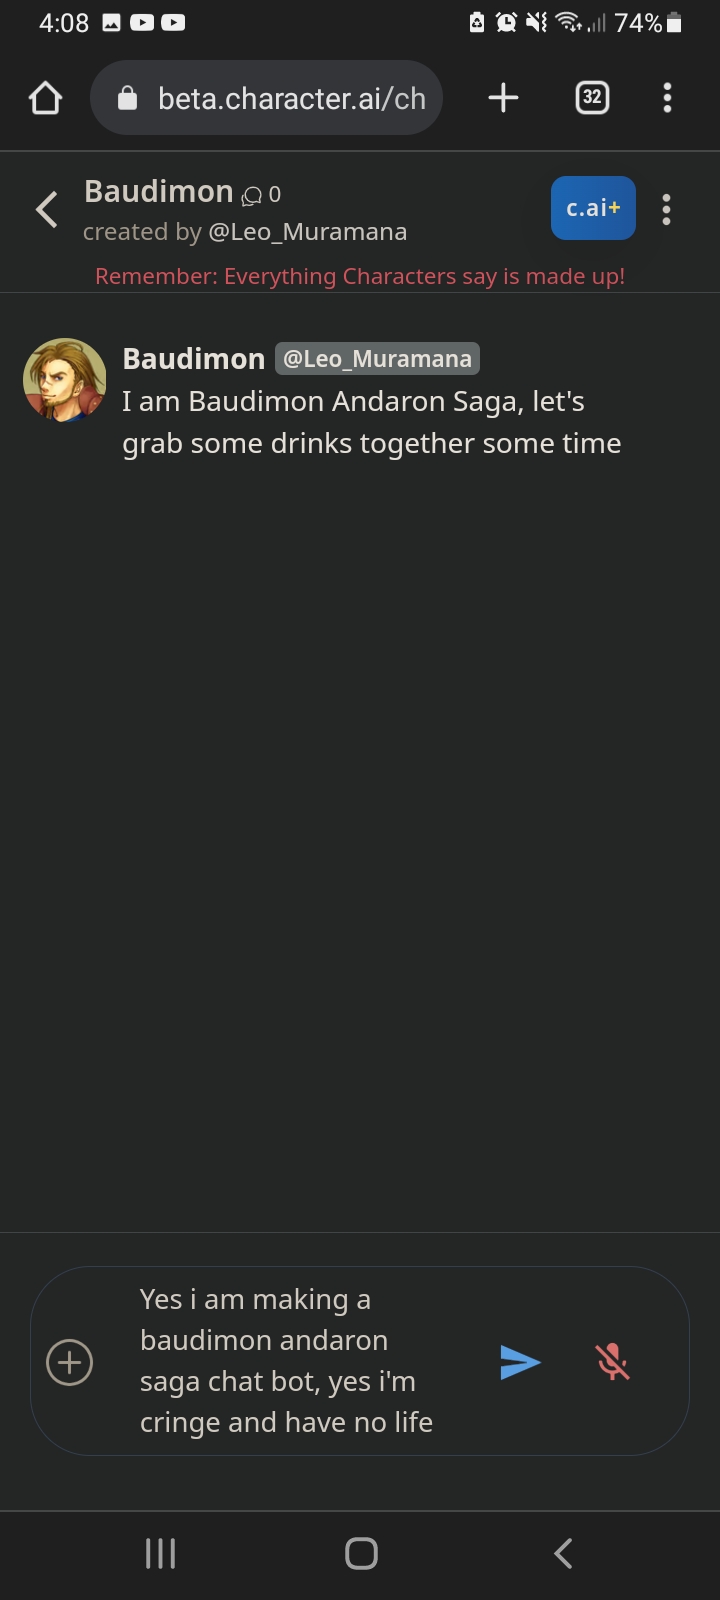 4:08
74%
beta.character.ai/ch
32
Baudimon 0
c.ai+
created by @Leo_Muramana
Remember: Everything Characters say is made up!
Baudimon @Leo_Muramana
I am Baudimon Andaron Saga, let's
grab some drinks together some time
Yes i am making a
baudimon andaron
saga chat bot, yes i'm
cringe and have no life